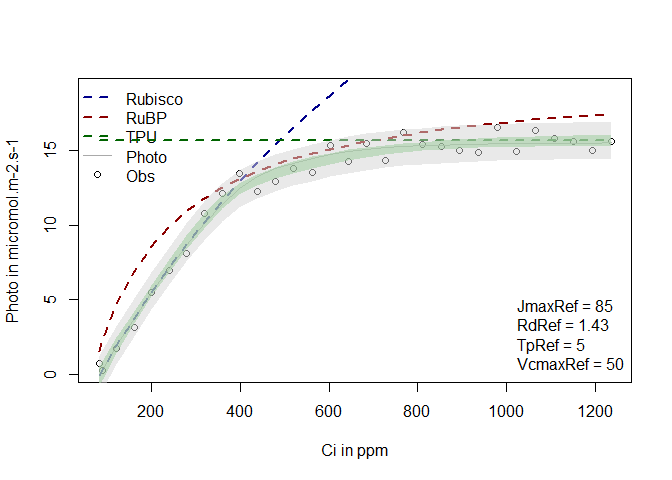 Rubisco
RuBP
TPU
Photo
Obs
15
10
5
0
Photo in micromol.m-2.s-1
JmaxRef = 85
RdRef = 1.43
TpRef = 5
VcmaxRef = 50
200 400 600 800 1000 1200
Ci in ppm